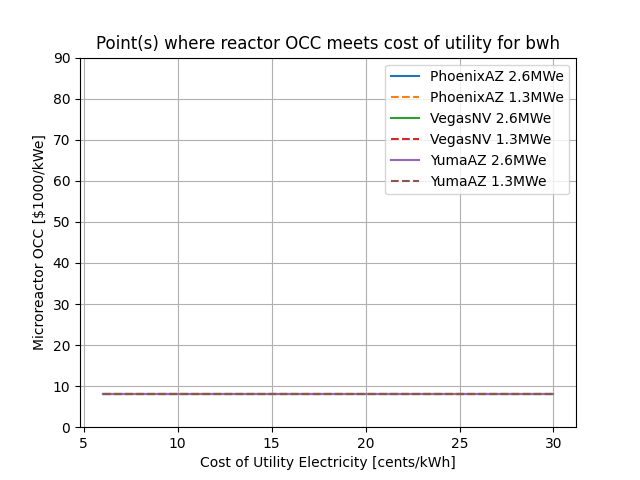 Point(s) where reactor OCC meets cost of utility for bwh
90
80
70
60
50
40
30
20
10
0
Microreactor OCC [$1000/kWe]
PhoenixAZ 2.6MWe
PhoenixAZ 1.3MWe
VegasNV 2.6MWe
VegasNV 1.3MWe
YumaAZ 2.6MWe
YumaAZ 1.3MWe
5 10 15 20 25 30
Cost of Utility Electricity [cents/kWh]